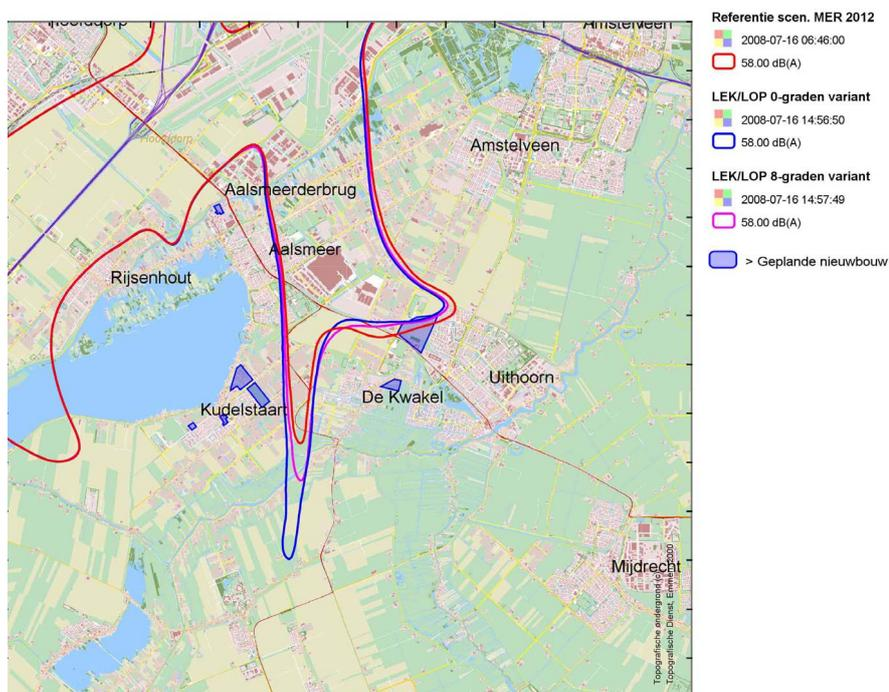 Amstelveen
Hoofddorp
Amstelveen
Aalsmeerderbrug
Aalsmeer
Rijsenhout
Uithoorn
De Kwakel
Kudelstaart
Mijdrecht
Topografische ondergrond (c)
Topografische Dienst, Emmen, 2000
Referentie scen. MER 2012
2008-07-16 06:46:00
58.00 dB(A)
LEK/LOP 0-graden variant
2008-07-16 14:56:50
58.00 dB(A)
LEK/LOP 8-graden variant
2008-07-16 14:57:49
58.00 dB(A)
> Geplande nieuwbouw